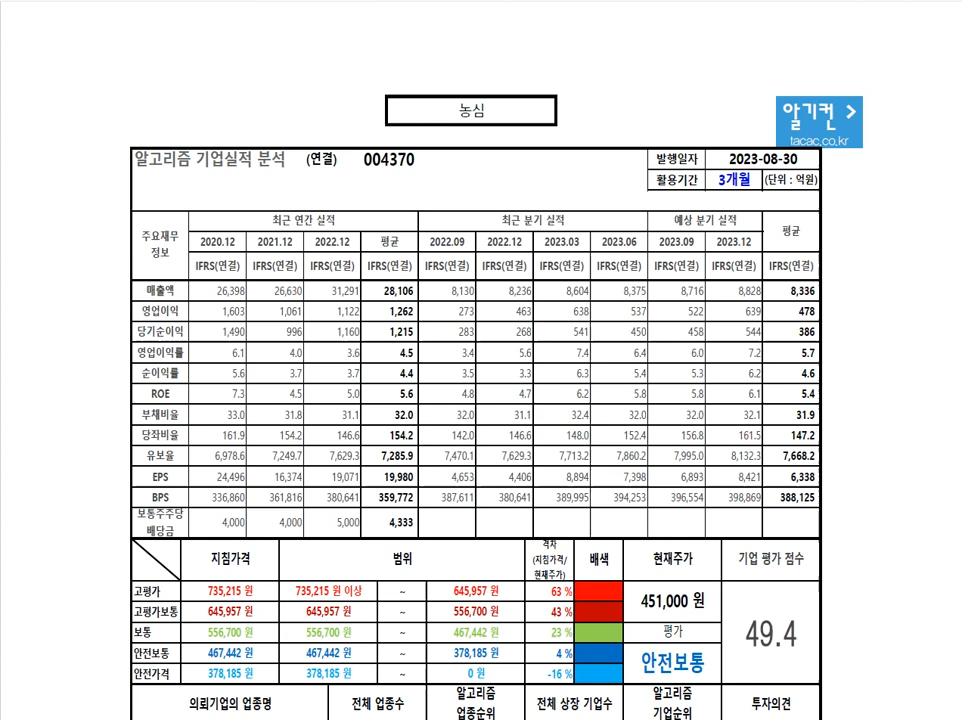 농심
알기컨 >
tacac.co.kr
알고리즘 기업실적 분석 (연결) 004370
발행일자 2023-08-30
활용기간 3개월 (단위 : 억원)
주요재무 정보 최근 연간 실적 최근 분기 실적 예상 분기 실적 평균
2020.12 2021.12 2022.12 평균 2022.09 2022.12 2023.03 2023.06 2023.09 2023.12
IFRS(연결) IFRS(연결) IFRS(연결) IFRS(연결) IFRS(연결) IFRS(연결) IFRS(연결) IFRS(연결) IFRS(연결) IFRS(연결) IFRS(연결)
매출액 26,398 26,630 31,291 28,106 8,130 8,236 8,604 8,375 8,716 8,828 8,336
영업이익 1,603 1,061 1,122 1,262 273 463 638 537 522 639 478
당기순이익 1,490 996 1,160 1,215 283 268 541 450 458 544 386
영업이익률 6.1 4.0 3.6 4.5 3.4 5.6 7.4 6.4 6.0 7.2 5.7
순이익률 5.6 3.7 3.7 4.4 3.5 3.3 6.3 5.4 5.3 6.2 4.6
ROE 7.3 4.5 5.0 5.6 4.8 4.7 6.2 5.8 5.8 6.1 5.4
부채비율 33.0 31.8 31.1 32.0 32.0 31.1 32.4 32.0 32.0 32.1 31.9
당좌비율 161.9 154.2 146.6 154.2 142.0 146.6 148.0 152.4 156.8 161.5 147.2
유보율 6,978.6 7,249.7 7,629.3 7,285.9 7,470.1 7,629.3 7,713.2 7,860.2 7,995.0 8,132.3 7,668.2
EPS 24,496 16,374 19,071 19,980 4,653 4,406 8,894 7,398 6,893 8,421 6,338
BPS 336,860 361,816 380,641 359,772 387,611 380,641 389,995 394,253 396,554 398,869 388,125
보통주주당 배당금 4,000 4,000 5,000 4,333
지침가격 범위 격차 (지침가격/ 현재주가) 배색 현재주가 기업 평가 점수
고평가 735,215 원 735,215 원 이상 ~ 645,957 원 63 % 451,000 원 49.4
고평가보통 645,957 원 645,957 원 ~ 556,700 원 43 %
보통 556,700 원 556,700 원 ~ 467,442 원 23 % 평가
안전보통 467,442 원 467,442 원 ~ 378,185 원 4 % 안전보통
안전가격 378,185 원 378,185 원 ~ 0 원 -16 %
의뢰기업의 업종명 전체 업종수 알고리즘 업종순위 전체 상장 기업수 알고리즘 기업순위 투자의견